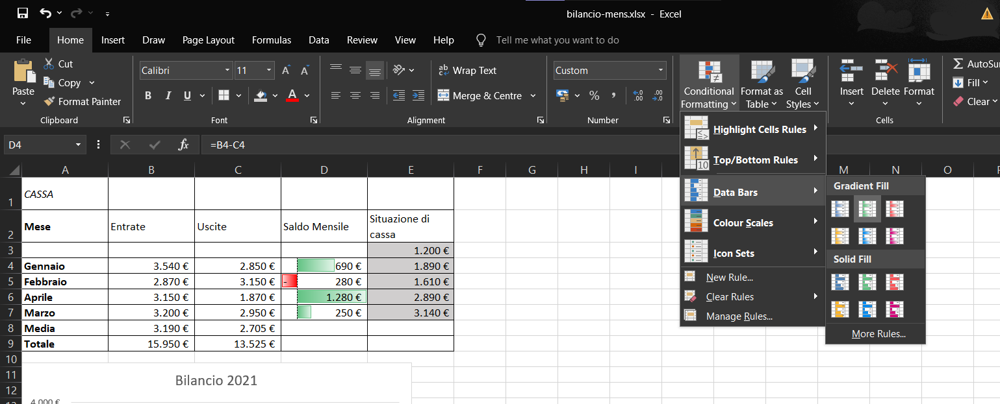 bilancio-mens.xlsx - Excel
File Home Insert Draw Page Layout Formulas Data Review View Help Tell me what you want to do
Paste
Cut
Copy
Format Painter
Clipboard
Calibri 11
B I U
Font
Wrap Text
Merge & Centre
Alignment
Custom
Number
Conditional Formatting
Format as Table
Cell Styles
Insert Delete Format
Cells
AutoSu
Fill
Clear
D4 fx =B4-C4
Highlight Cells Rules
Top/Bottom Rules
Data Bars
Colour Scales
Icon Sets
New Rule...
Clear Rules
Manage Rules...
Gradient Fill
Solid Fill
More Rules...
A B C D E F G H I M N O
1 CASSA
2 Mese Entrate Uscite Saldo Mensile Situazione di cassa
3 1.200 €
4 Gennaio 3.540 € 2.850 € 690 € 1.890 €
5 Febbraio 2.870 € 3.150 € - 280 € 1.610 €
6 Aprile 3.150 € 1.870 € 1.280 € 2.890 €
7 Marzo 3.200 € 2.950 € 250 € 3.140 €
8 Media 3.190 € 2.705 €
9 Totale 15.950 € 13.525 €
10
11
12
Bilancio 2021
4.000 €